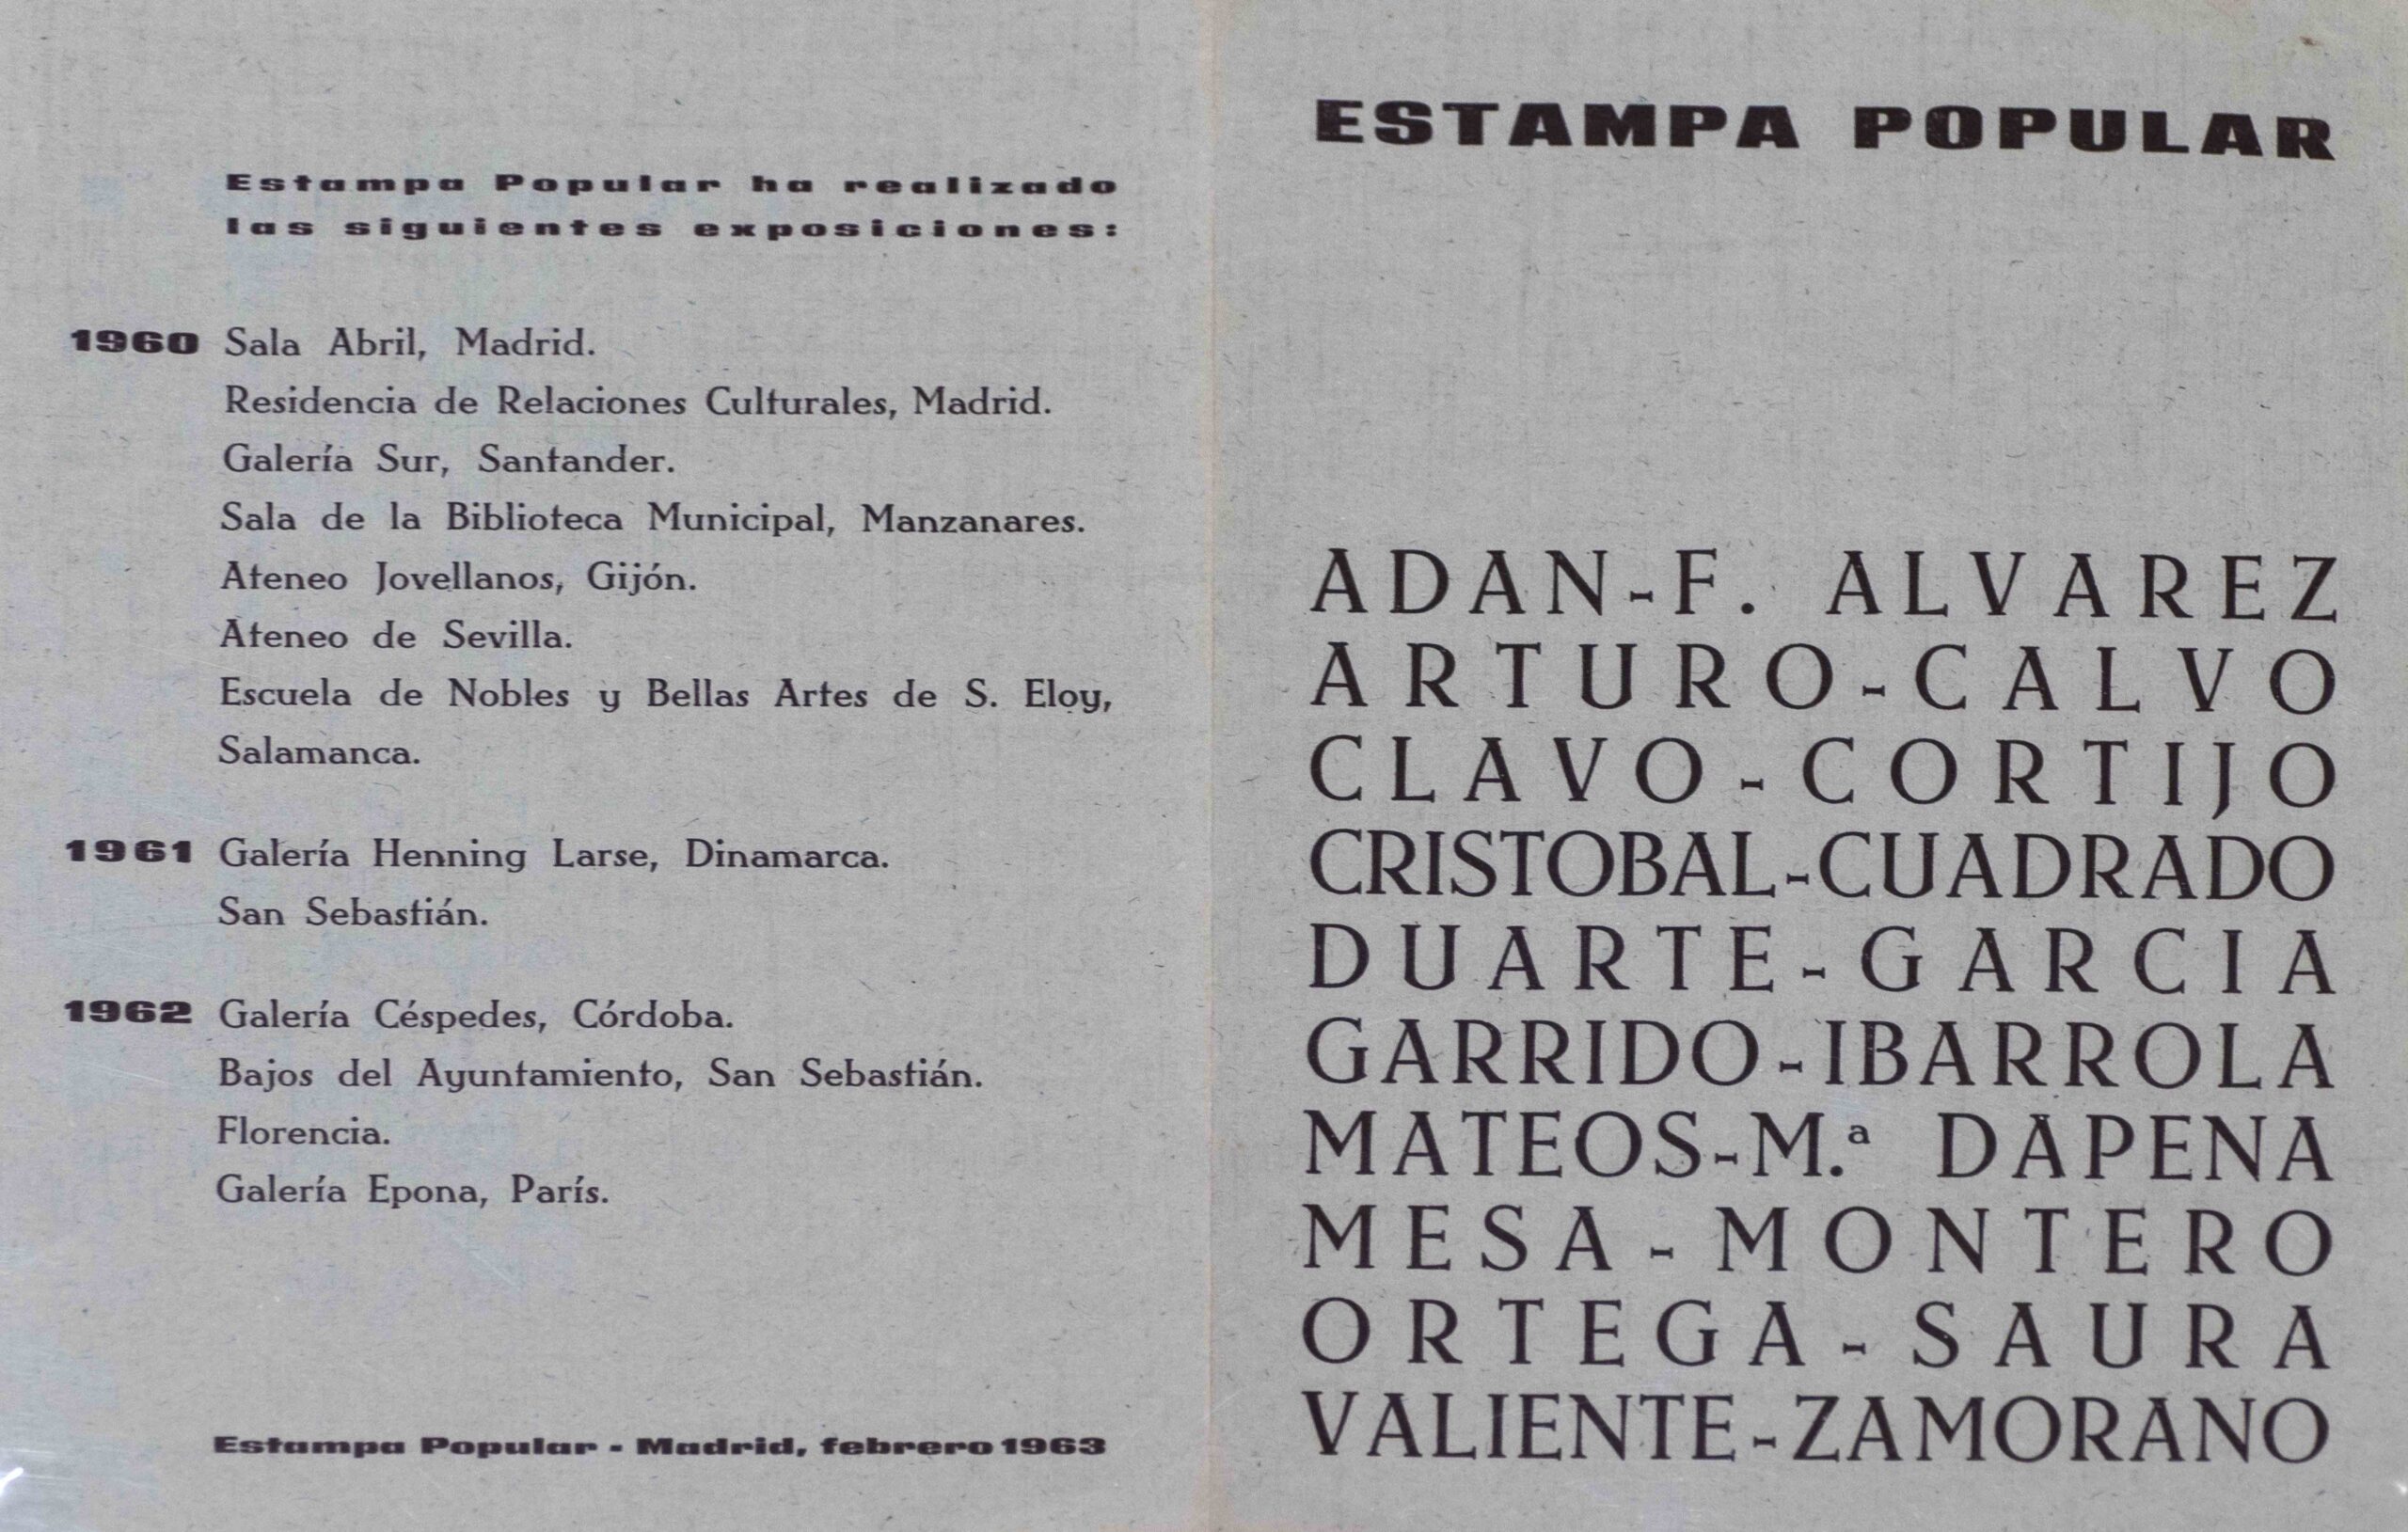 Estampa Popular ha realizado
las siguientes exposiciones:
1960 Sala Abril, Madrid.
Residencia de Relaciones Culturales, Madrid.
Galería Sur, Santander.
Sala de la Biblioteca Municipal, Manzanares.
Ateneo Jovellanos, Gijón.
Ateneo de Sevilla.
Escuela de Nobles y Bellas Artes de S. Eloy,
Salamanca.
1961 Galería Henning Larse, Dinamarca.
San Sebastián.
1962 Galería Céspedes, Córdoba.
Bajos del Ayuntamiento, San Sebastián.
Florencia.
Galería Epona, París.
Estampa Popular - Madrid, febrero 1963
ESTAMPA POPULAR
ADAN-F. ALVAREZ
ARTURO-CALVO
CLAVO-CORTIJO
CRISTOBAL-CUADRADO
DUARTE-GARCIA
GARRIDO-IBARROLA
MATEOS-M.ª DAPENA
MESA-MONTERO
ORTEGA-SAURA
VALIENTE-ZAMORANO